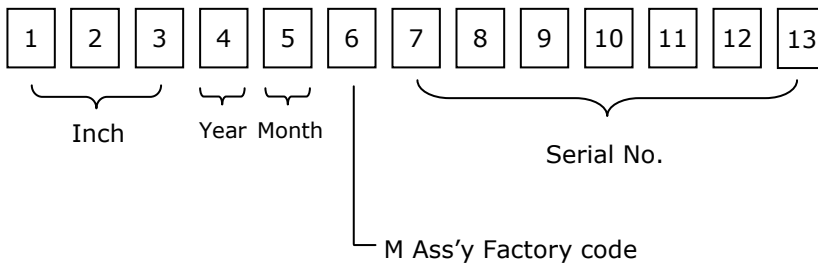 1 2 3 4 5 6 7 8 9 10 11 12 13
Inch Year Month Serial No.
M Ass'y Factory code